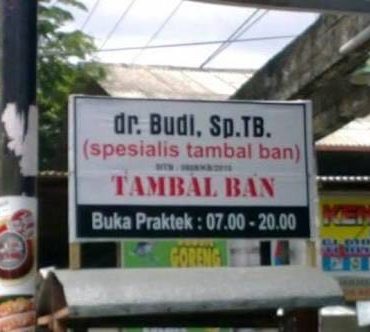 dr. Budi, Sp.TB.
(spesialis tambal ban)
TAMBAL BAN
Buka Praktek : 07.00 - 20.00
GORENG